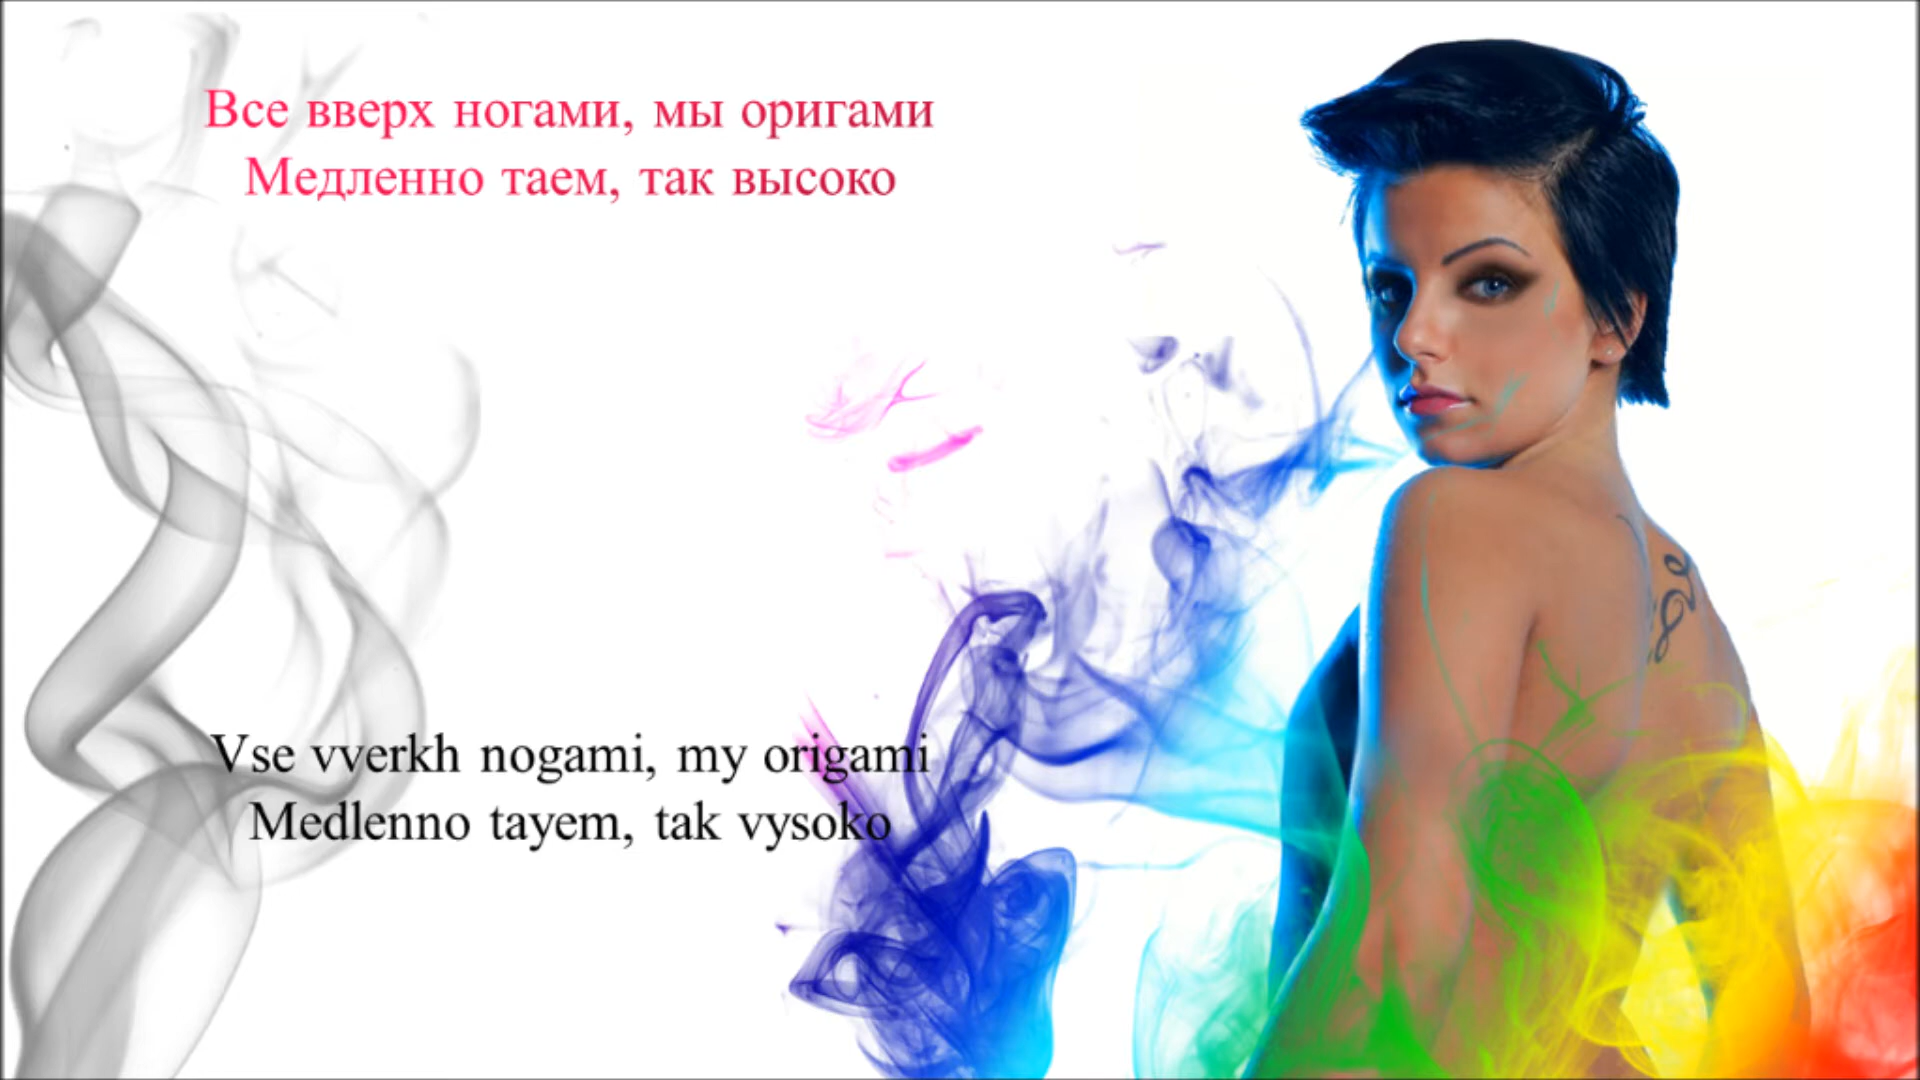 Все вверх ногами, мы оригами
Медленно таем, так высоко
Vse vverkh nogami, my origami
Medlenno tayem, tak vysoko